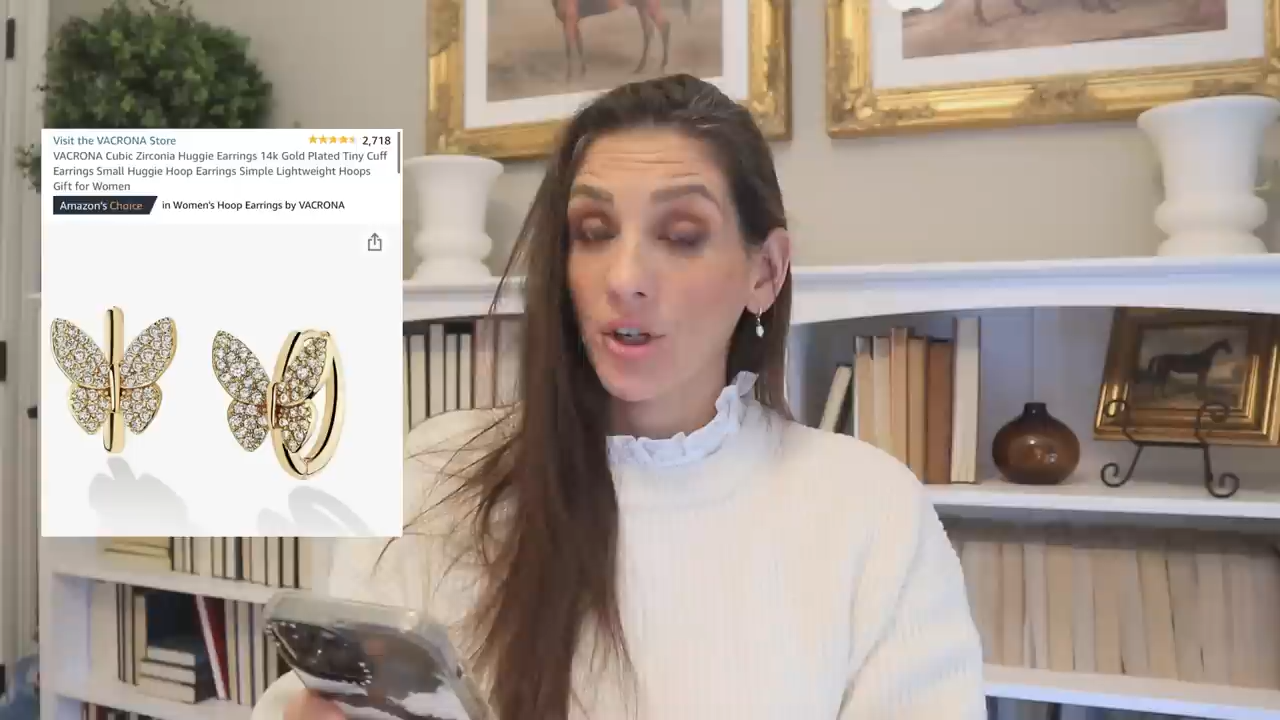 Visit the VACRONA Store 2,718
VACRONA Cubic Zirconia Huggie Earrings 14k Gold Plated Tiny Cuff
Earrings Small Huggie Hoop Earrings Simple Lightweight Hoops
Gift for Women
Amazon's Choice in Women's Hoop Earrings by VACRONA